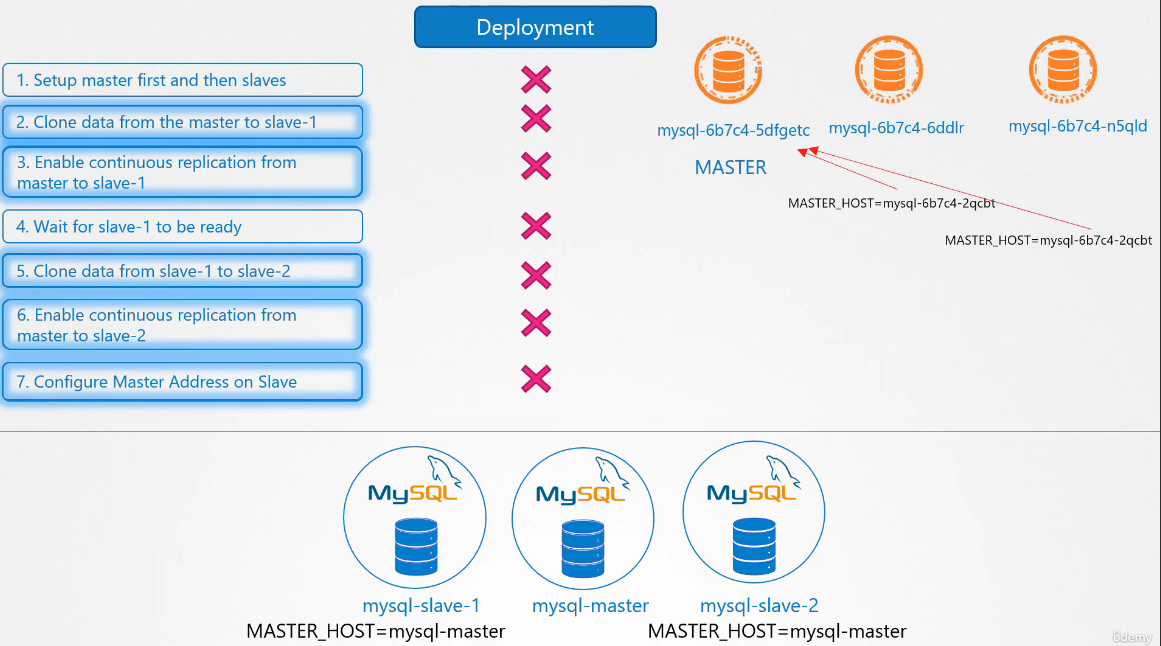 Deployment
1. Setup master first and then slaves
2. Clone data from the master to slave-1
3. Enable continuous replication from
master to slave-1
4. Wait for slave-1 to be ready
5. Clone data from slave-1 to slave-2
6. Enable continuous replication from
master to slave-2
7. Configure Master Address on Slave
mysql-6b7c4-5dfgetc
mysql-6b7c4-6ddlr
mysql-6b7c4-n5qld
MASTER
MASTER_HOST=mysql-6b7c4-2qcbt
MASTER_HOST=mysql-6b7c4-2qcbt
MySQL
MySQL
MySQL
mysql-slave-1
mysql-master
mysql-slave-2
MASTER_HOST=mysql-master
MASTER_HOST=mysql-master
ûdemy